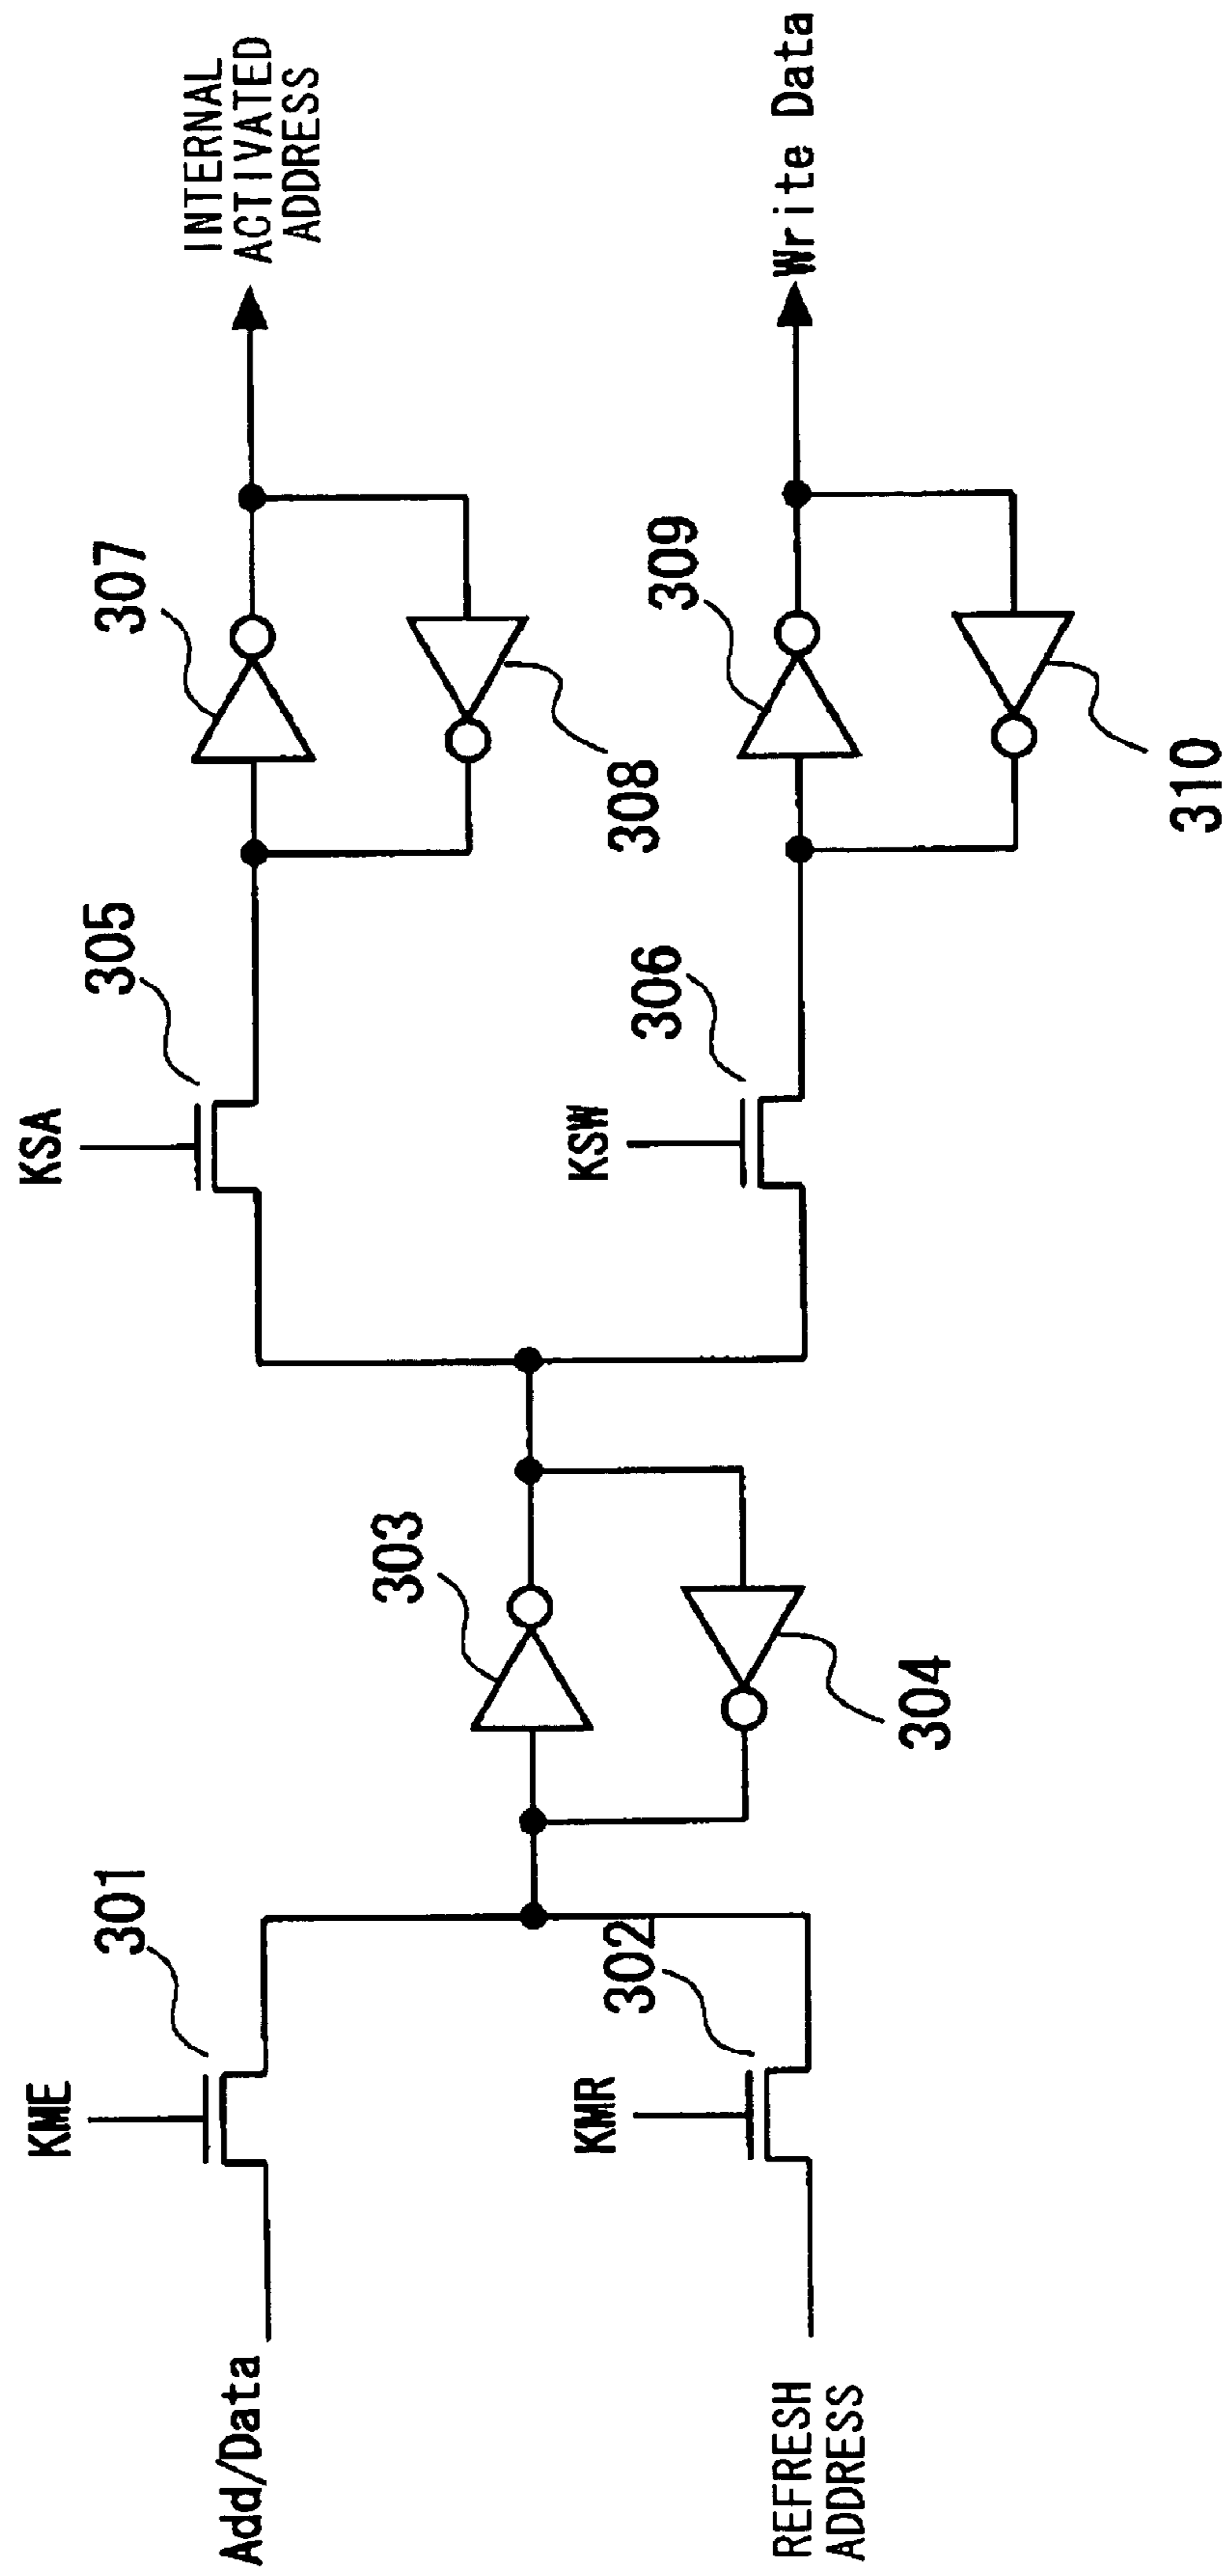 Add/Data
KME
301
REFRESH
ADDRESS
KMR
302
303
304
KSA
305
KSW
306
307
308
309
310
INTERNAL
ACTIVATED
ADDRESS
Write Data